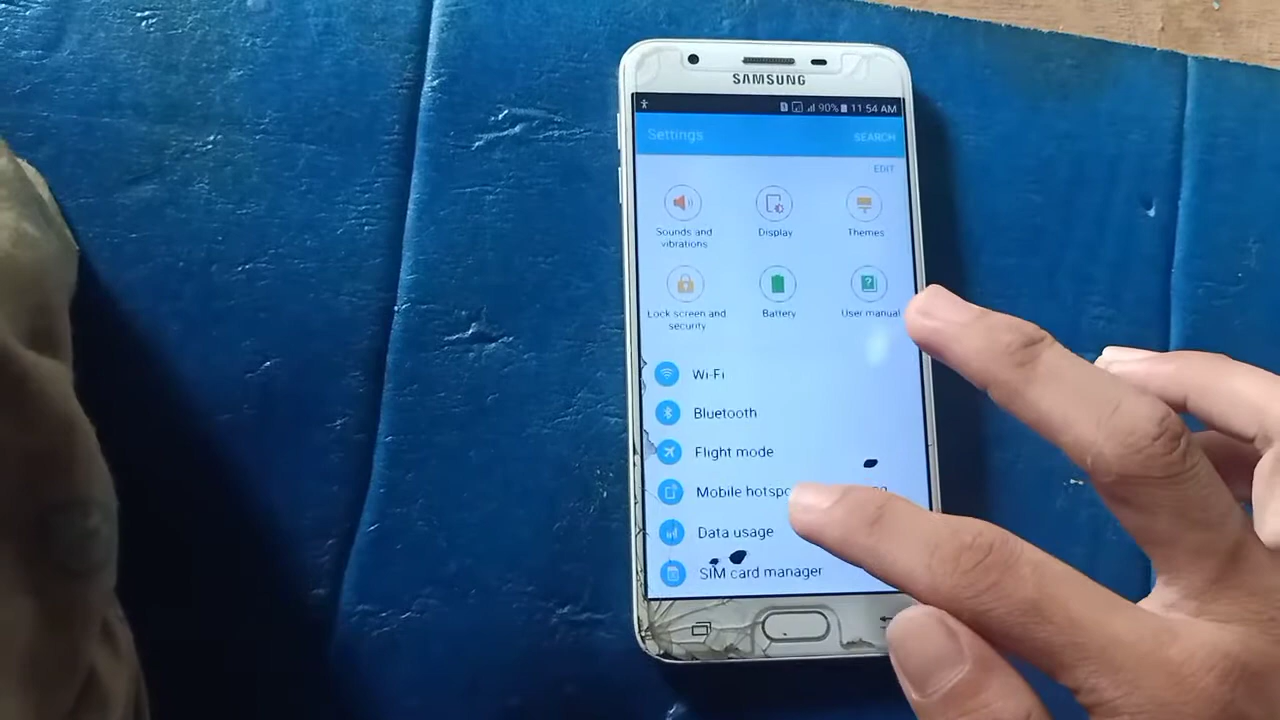 SAMSUNG
90% 11:54 AM
Settings SEARCH
EDIT
Sounds and vibrations
Display
Themes
Lock screen and security
Battery
User manual
Wi-Fi
Bluetooth
Flight mode
Mobile
Data usage
SIM card manager